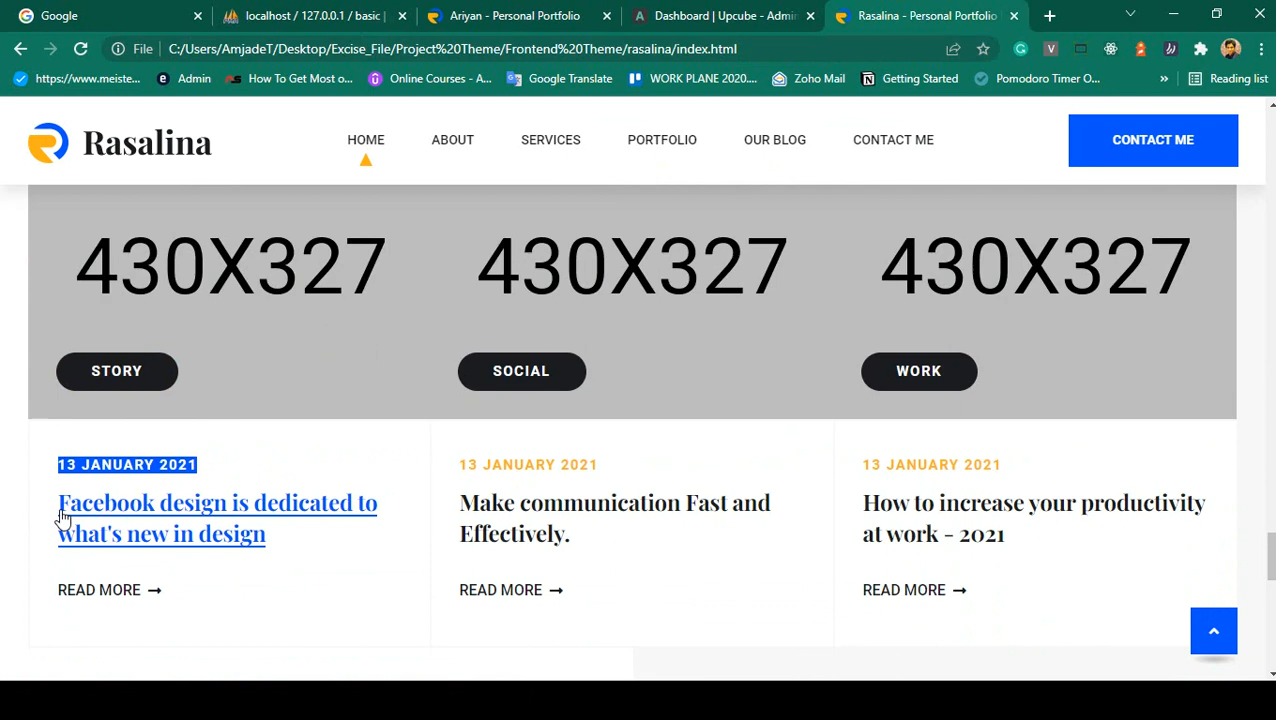 Google
localhost / 127.0.0.1 / basic |
Ariyan - Personal Portfolio
Dashboard | Upcube - Admin
Rasalina - Personal Portfolio
File C:/Users/AmjadeT/Desktop/Excise_File/Project%20Theme/Frontend%20Theme/rasalina/index.html
https://www.meiste...
Admin
How To Get Most o...
Online Courses - A...
Google Translate
WORK PLANE 2020....
Zoho Mail
Getting Started
Pomodoro Timer O...
»
Reading list
Rasalina
HOME
ABOUT
SERVICES
PORTFOLIO
OUR BLOG
CONTACT ME
CONTACT ME
430X327
430X327
430X327
STORY
SOCIAL
WORK
13 JANUARY 2021
Facebook design is dedicated to
what's new in design
READ MORE
13 JANUARY 2021
Make communication Fast and
Effectively.
READ MORE
13 JANUARY 2021
How to increase your productivity
at work - 2021
READ MORE